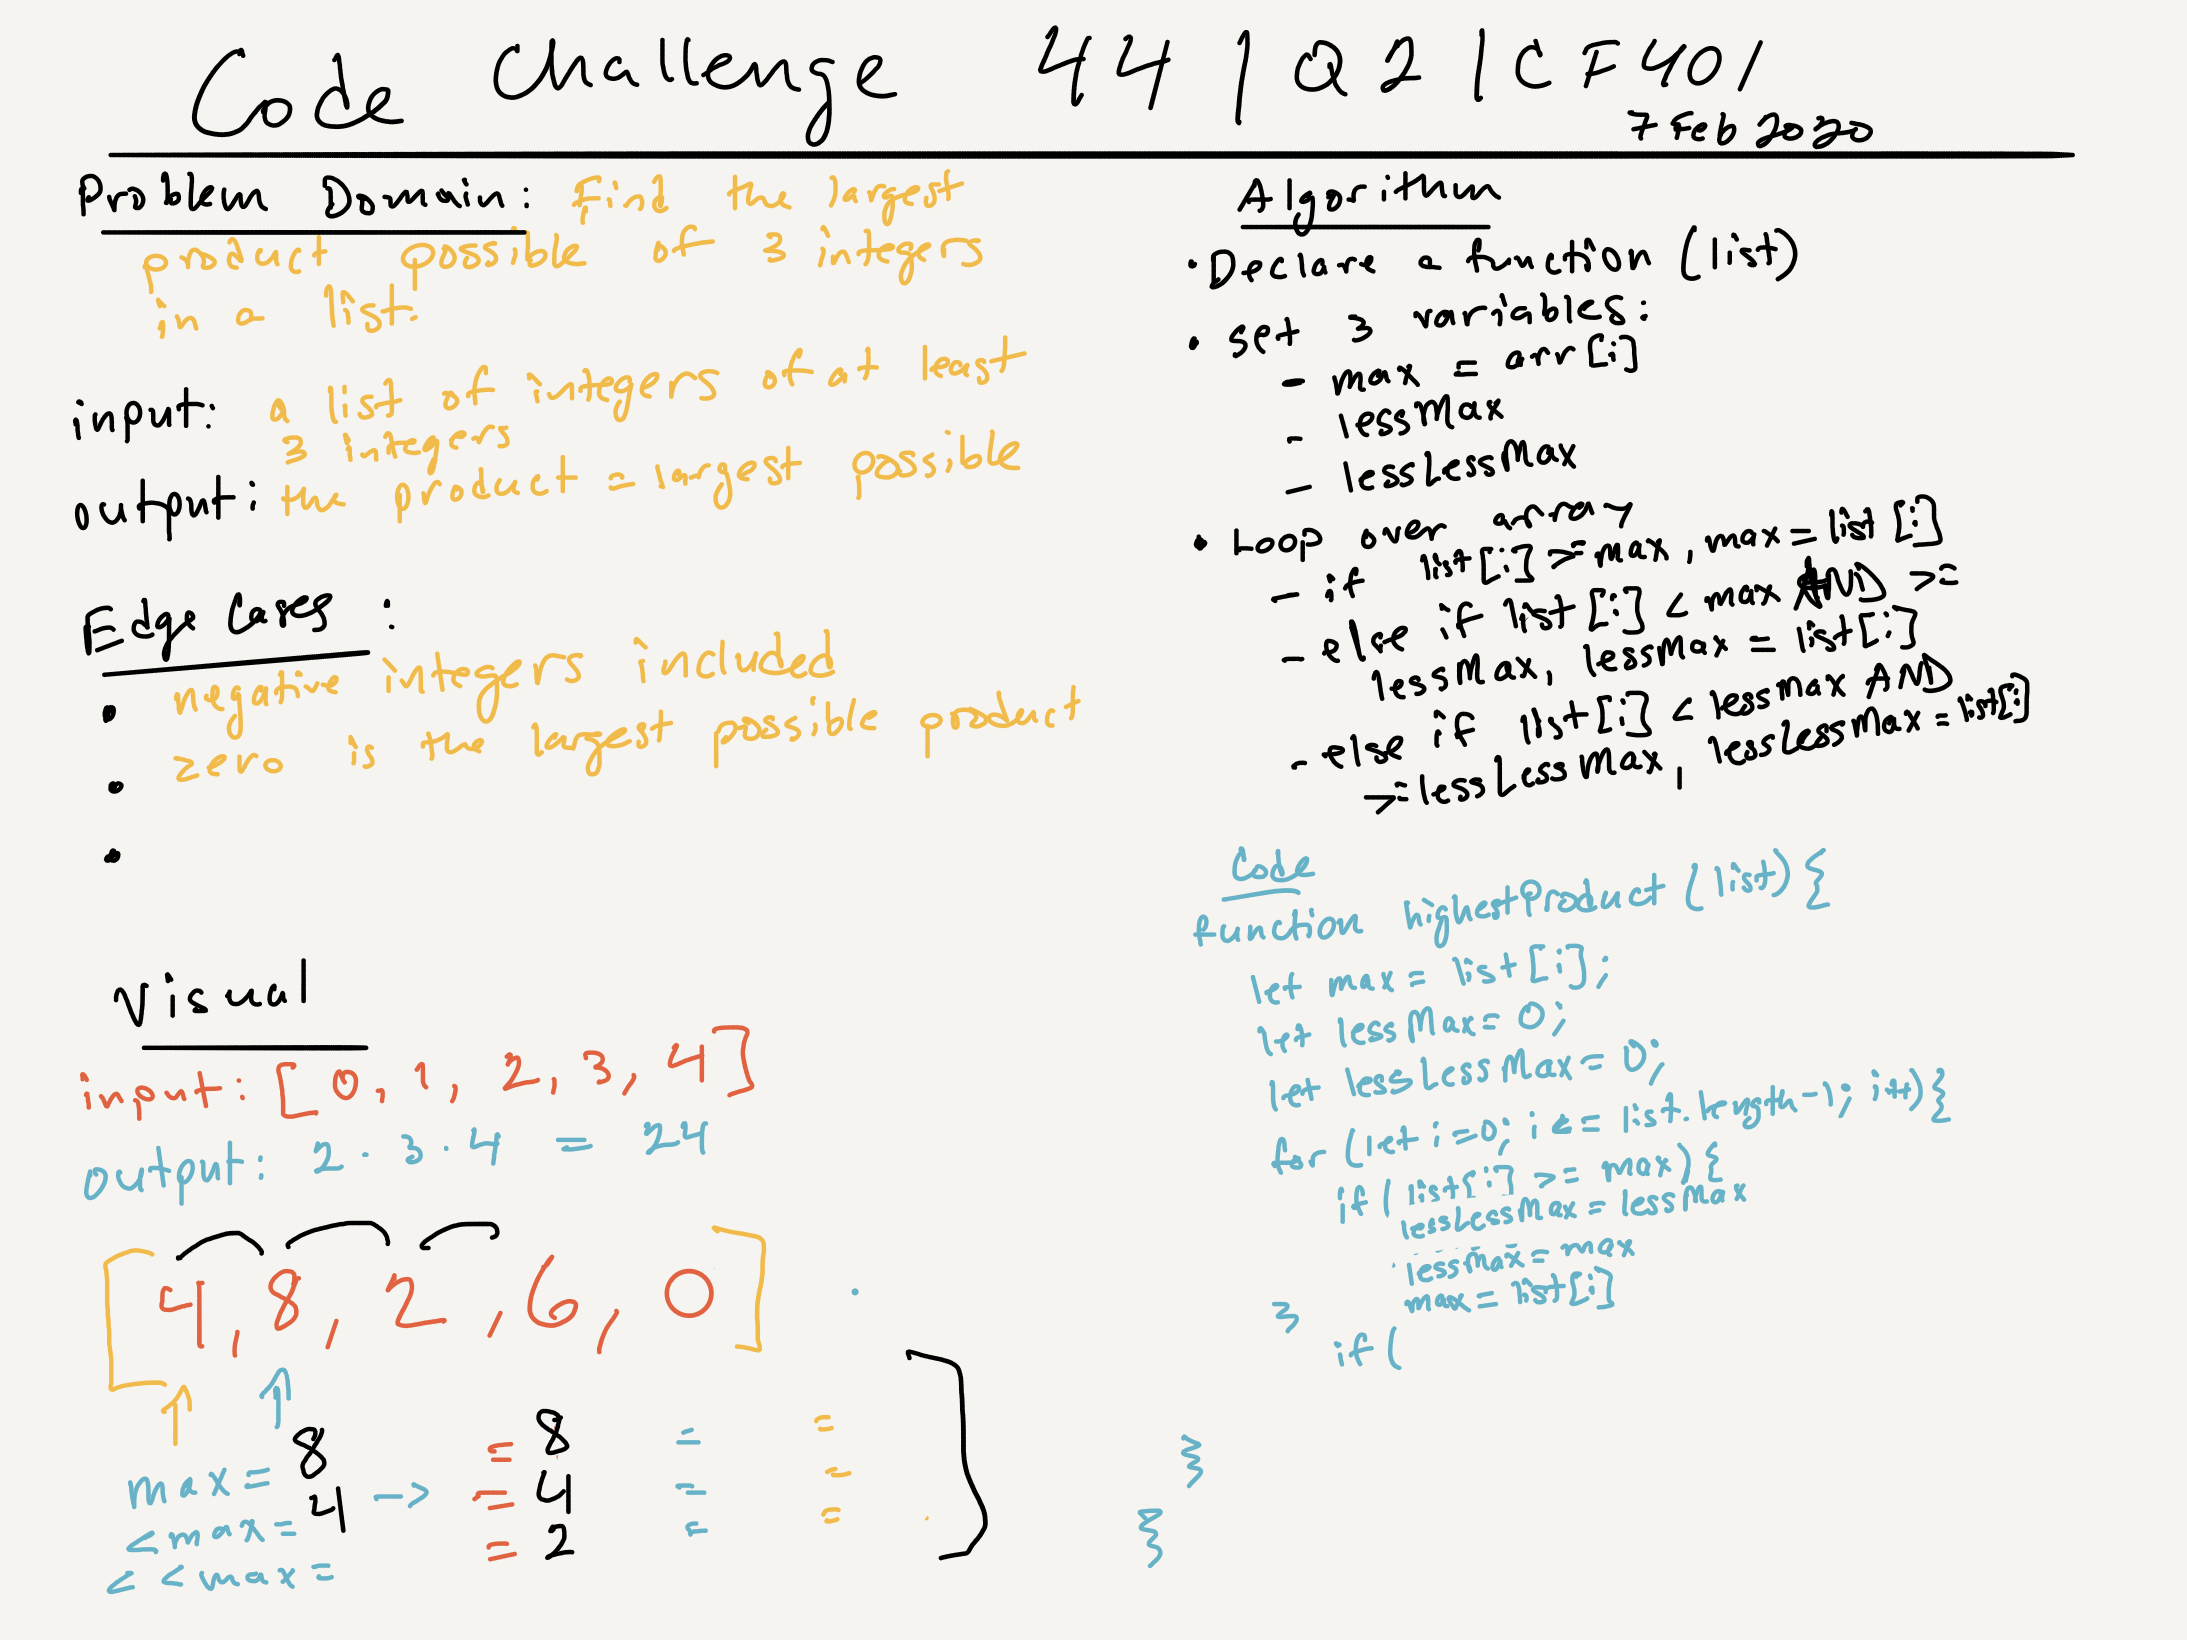 Code Challenge 44 | Q2 | CF401
7 Feb 2020
Problem Domain: Find the largest
product possible of 3 integers
in a list.
input: a list of integers of at least
3 integers
output: the product = largest possible
Edge Cases :
• negative integers included
• zero is the largest possible product
•
Visual
input: [0, 1, 2, 3, 4]
output: 2 · 3 · 4 = 24
[4, 8, 2, 6, 0]
max = 8 -> = 8 = =
<max = 4 = 4 = =
< <max = = 2 = =
Algorithm
• Declare a function (list)
• set 3 variables:
- max = arr[i]
- lessMax
- lessLessMax
• Loop over array
- if list[i] >= max, max = list[i]
- else if list[i] < max AND >=
lessMax, lessMax = list[i]
- else if list[i] < lessMax AND
>= lessLessMax, lessLessMax = list[i]
Code
function highestProduct (list) {
let max = list[i];
let lessMax = 0;
let lessLessMax = 0;
for (let i=0; i <= list.length-1; i++) {
if ( list[i] >= max) {
lessLessMax = lessMax
lessMax = max
max = list[i]
}
if (
}
}